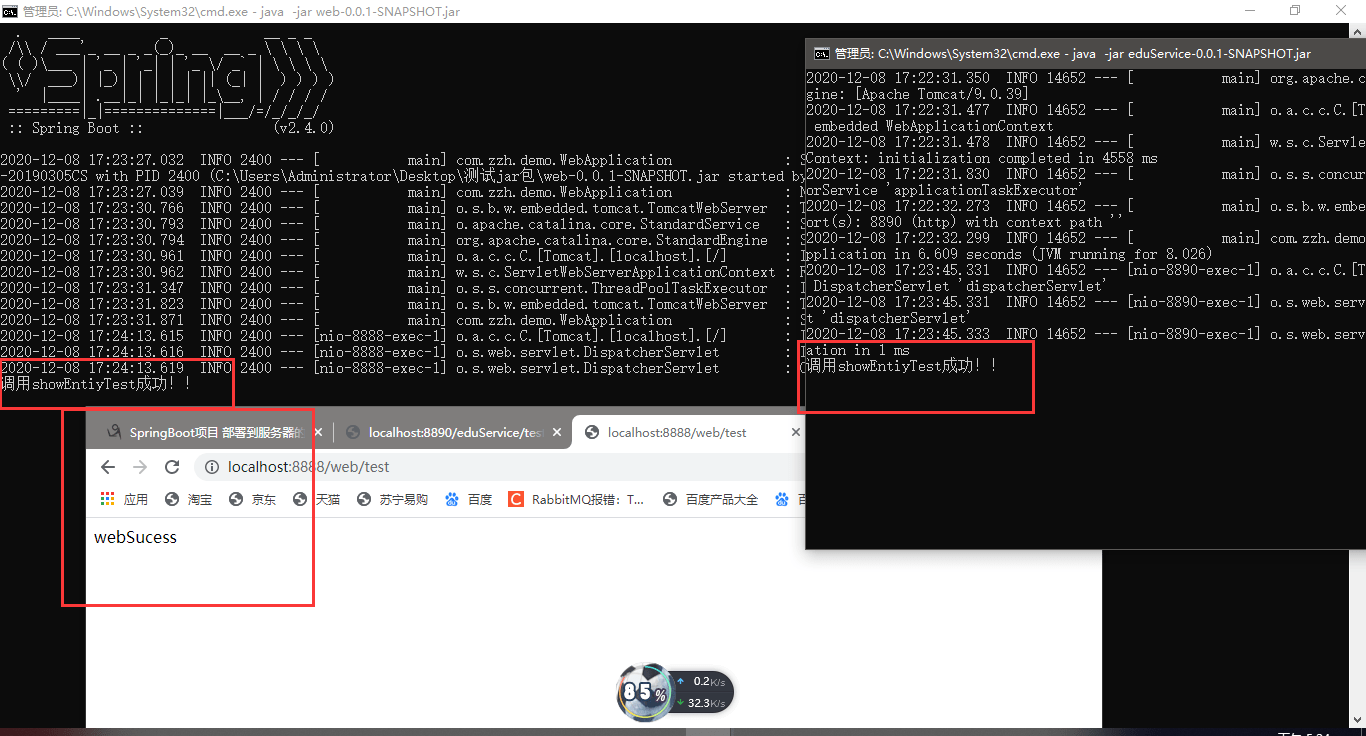 管理员: C:\Windows\System32\cmd.exe - java  -jar web-0.0.1-SNAPSHOT.jar
:: Spring Boot ::                (v2.4.0)
2020-12-08 17:23:27.032  INFO 2400 --- [           main] com.zzh.demo.WebApplication              : S
-20190305CS with PID 2400 (C:\Users\Administrator\Desktop\测试jar包\web-0.0.1-SNAPSHOT.jar started by
2020-12-08 17:23:27.039  INFO 2400 --- [           main] com.zzh.demo.WebApplication              : N
2020-12-08 17:23:30.766  INFO 2400 --- [           main] o.s.b.w.embedded.tomcat.TomcatWebServer  : T
2020-12-08 17:23:30.793  INFO 2400 --- [           main] o.apache.catalina.core.StandardService   : S
2020-12-08 17:23:30.794  INFO 2400 --- [           main] org.apache.catalina.core.StandardEngine  : S
2020-12-08 17:23:30.961  INFO 2400 --- [           main] o.a.c.c.C.[Tomcat].[localhost].[/]       : I
2020-12-08 17:23:30.962  INFO 2400 --- [           main] w.s.c.ServletWebServerApplicationContext : R
2020-12-08 17:23:31.347  INFO 2400 --- [           main] o.s.s.concurrent.ThreadPoolTaskExecutor  : I
2020-12-08 17:23:31.823  INFO 2400 --- [           main] o.s.b.w.embedded.tomcat.TomcatWebServer  : T
2020-12-08 17:23:31.871  INFO 2400 --- [           main] com.zzh.demo.WebApplication              : S
2020-12-08 17:24:13.615  INFO 2400 --- [nio-8888-exec-1] o.a.c.c.C.[Tomcat].[localhost].[/]       : I
2020-12-08 17:24:13.616  INFO 2400 --- [nio-8888-exec-1] o.s.web.servlet.DispatcherServlet        : I
2020-12-08 17:24:13.619  INFO 2400 --- [nio-8888-exec-1] o.s.web.servlet.DispatcherServlet        : C
调用showEntiyTest成功！！
管理员: C:\Windows\System32\cmd.exe - java  -jar eduService-0.0.1-SNAPSHOT.jar
2020-12-08 17:22:31.350  INFO 14652 --- [           main] org.apache.c
gine: [Apache Tomcat/9.0.39]
2020-12-08 17:22:31.477  INFO 14652 --- [           main] o.a.c.c.C.[T
embedded WebApplicationContext
2020-12-08 17:22:31.478  INFO 14652 --- [           main] w.s.c.Servle
Context: initialization completed in 4558 ms
2020-12-08 17:22:31.830  INFO 14652 --- [           main] o.s.s.concur
orService 'applicationTaskExecutor'
2020-12-08 17:22:32.273  INFO 14652 --- [           main] o.s.b.w.embe
ort(s): 8890 (http) with context path ''
2020-12-08 17:22:32.299  INFO 14652 --- [           main] com.zzh.demo
pplication in 6.609 seconds (JVM running for 8.026)
2020-12-08 17:23:45.331  INFO 14652 --- [nio-8890-exec-1] o.a.c.c.C.[T
DispatcherServlet 'dispatcherServlet'
2020-12-08 17:23:45.331  INFO 14652 --- [nio-8890-exec-1] o.s.web.serv
t 'dispatcherServlet'
2020-12-08 17:23:45.333  INFO 14652 --- [nio-8890-exec-1] o.s.web.serv
ation in 1 ms
调用showEntiyTest成功！！
SpringBoot项目 部署到服务器的 localhost:8890/eduService/test localhost:8888/web/test
localhost:8888/web/test
应用 淘宝 京东 天猫 苏宁易购 百度 RabbitMQ报错：T... 百度产品大全
webSucess
85% 0.2K/s
32.3K/s